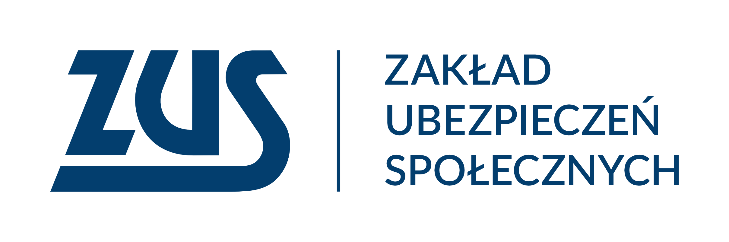 ZUS
ZAKŁAD
UBEZPIECZEŃ
SPOŁECZNYCH